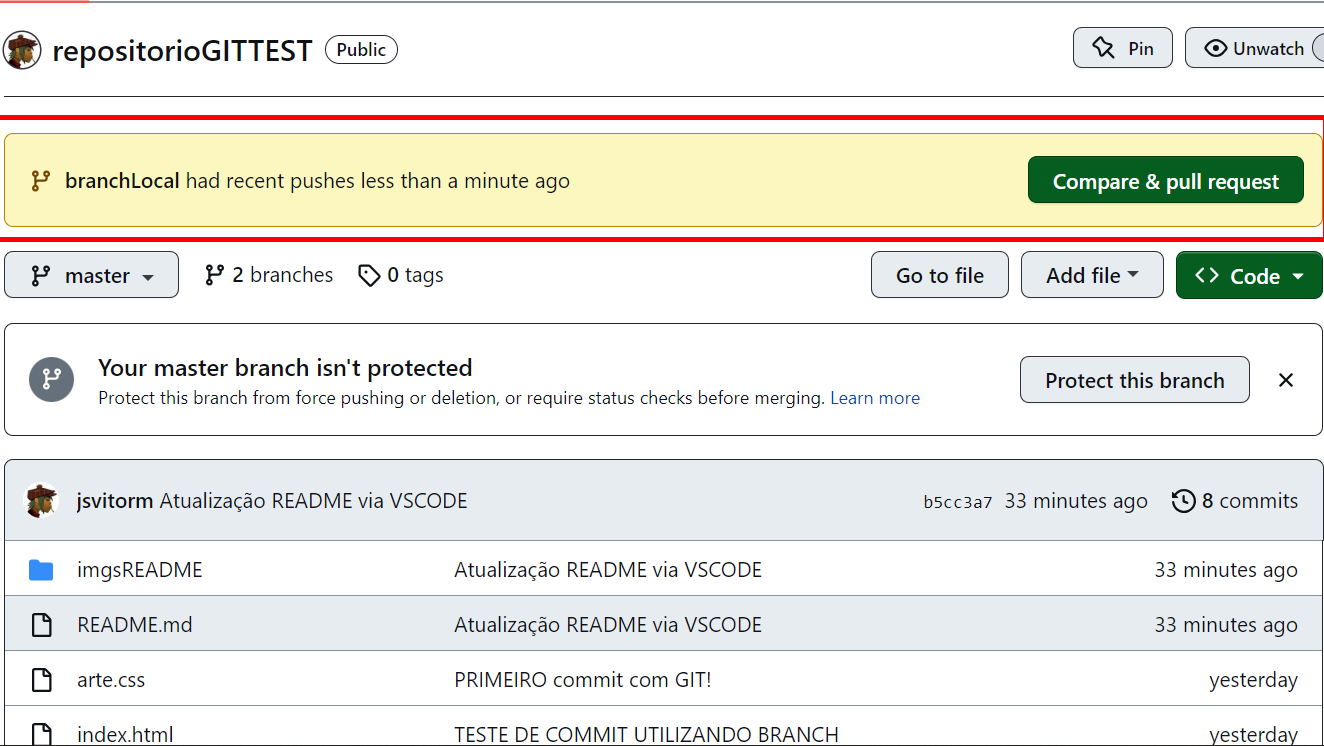 repositorioGITTEST Public Pin Unwatch
branchLocal had recent pushes less than a minute ago Compare & pull request
master 2 branches 0 tags Go to file Add file Code
Your master branch isn't protected
Protect this branch from force pushing or deletion, or require status checks before merging. Learn more
Protect this branch
jsvitorm Atualização README via VSCODE b5cc3a7 33 minutes ago 8 commits
imgsREADME Atualização README via VSCODE 33 minutes ago
README.md Atualização README via VSCODE 33 minutes ago
arte.css PRIMEIRO commit com GIT! yesterday
index.html TESTE DE COMMIT UTILIZANDO BRANCH yesterday